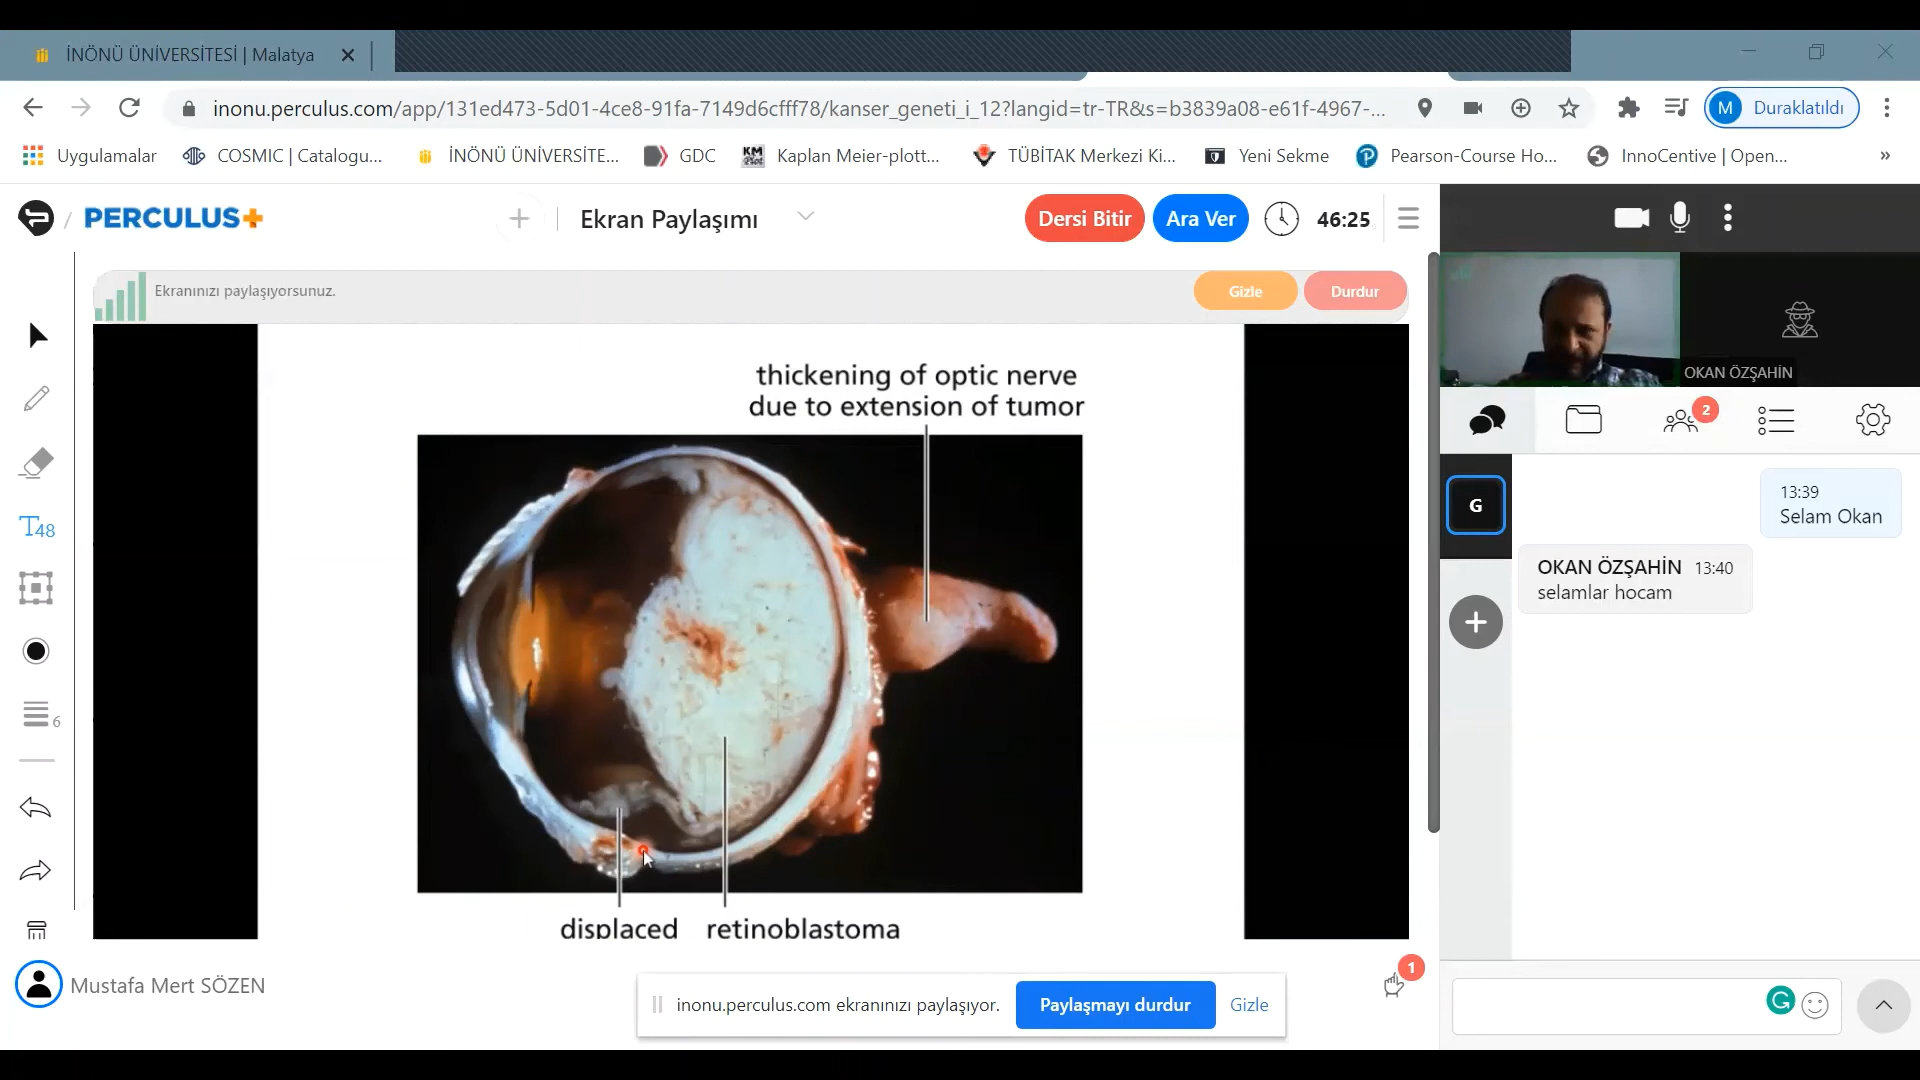 İNÖNÜ ÜNİVERSİTESİ | Malatya
inonu.perculus.com/app/131ed473-5d01-4ce8-91fa-7149d6cfff78/kanser_geneti_i_12?langid=tr-TR&s=b3839a08-e61f-4967-...
M Duraklatıldı
Uygulamalar COSMIC | Catalogu... İNÖNÜ ÜNİVERSİTE... GDC KM Plot Kaplan Meier-plott... TÜBİTAK Merkezi Ki... Yeni Sekme Pearson-Course Ho... InnoCentive | Open... »
/ PERCULUS+
Ekran Paylaşımı
Dersi Bitir Ara Ver 46:25
Ekranınızı paylaşıyorsunuz.
Gizle Durdur
thickening of optic nerve
due to extension of tumor
displaced retinoblastoma
T48
6
Mustafa Mert SÖZEN
inonu.perculus.com ekranınızı paylaşıyor. Paylaşmayı durdur Gizle
1
OKAN ÖZŞAHİN
2
G
13:39
Selam Okan
OKAN ÖZŞAHİN 13:40
selamlar hocam